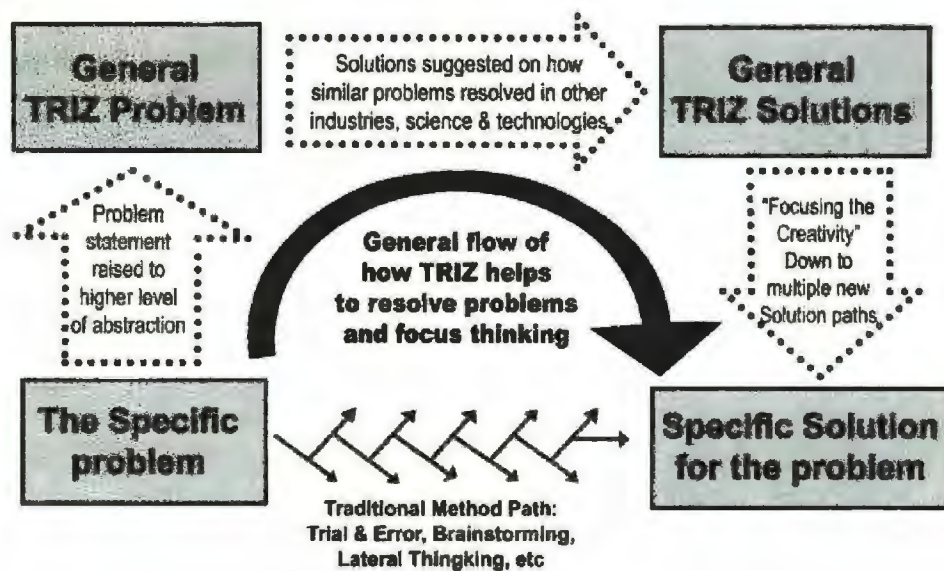 General
TRIZ Problem
Solutions suggested on how
similar problems resolved in other
industries, science & technologies
General
TRIZ Solutions
Problem
statement
raised to
higher level
of abstraction
General flow of
how TRIZ helps
to resolve problems
and focus thinking
"Focusing the
Creativity"
Down to
multiple new
Solution paths
The Specific
problem
Traditional Method Path:
Trial & Error, Brainstorming,
Lateral Thingking, etc
Specific Solution
for the problem